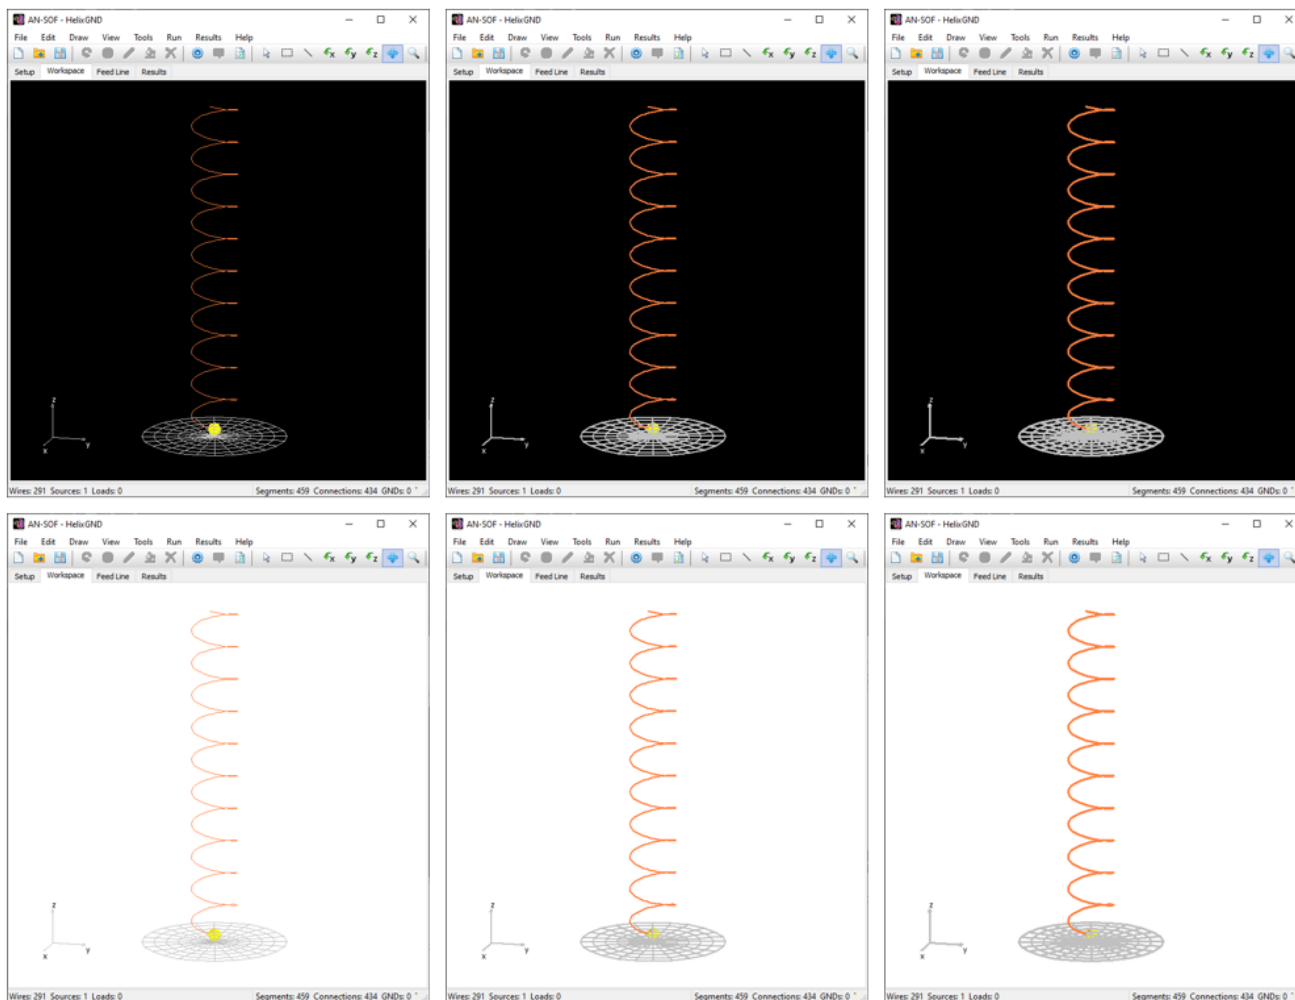 AN-SOF - HelixGND
File Edit Draw View Tools Run Results Help
x y z
Setup Workspace Feed Line Results
z
y
x
Wires: 291 Sources: 1 Loads: 0 Segments: 459 Connections: 434 GNDs: 0
AN-SOF - HelixGND
File Edit Draw View Tools Run Results Help
x y z
Setup Workspace Feed Line Results
z
y
x
Wires: 291 Sources: 1 Loads: 0 Segments: 459 Connections: 434 GNDs: 0
AN-SOF - HelixGND
File Edit Draw View Tools Run Results Help
x y z
Setup Workspace Feed Line Results
z
y
x
Wires: 291 Sources: 1 Loads: 0 Segments: 459 Connections: 434 GNDs: 0
AN-SOF - HelixGND
File Edit Draw View Tools Run Results Help
x y z
Setup Workspace Feed Line Results
z
y
x
Wires: 291 Sources: 1 Loads: 0 Segments: 459 Connections: 434 GNDs: 0
AN-SOF - HelixGND
File Edit Draw View Tools Run Results Help
x y z
Setup Workspace Feed Line Results
z
y
x
Wires: 291 Sources: 1 Loads: 0 Segments: 459 Connections: 434 GNDs: 0
AN-SOF - HelixGND
File Edit Draw View Tools Run Results Help
x y z
Setup Workspace Feed Line Results
z
y
x
Wires: 291 Sources: 1 Loads: 0 Segments: 459 Connections: 434 GNDs: 0